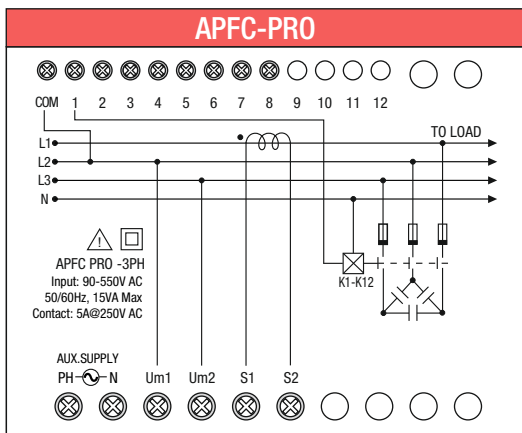 APFC-PRO
COM 1 2 3 4 5 6 7 8 9 10 11 12
TO LOAD
L1
L2
L3
N
APFC PRO -3PH
Input: 90-550V AC
50/60Hz, 15VA Max
Contact: 5A@250V AC
K1-K12
AUX.SUPPLY
PH N Um1 Um2 S1 S2